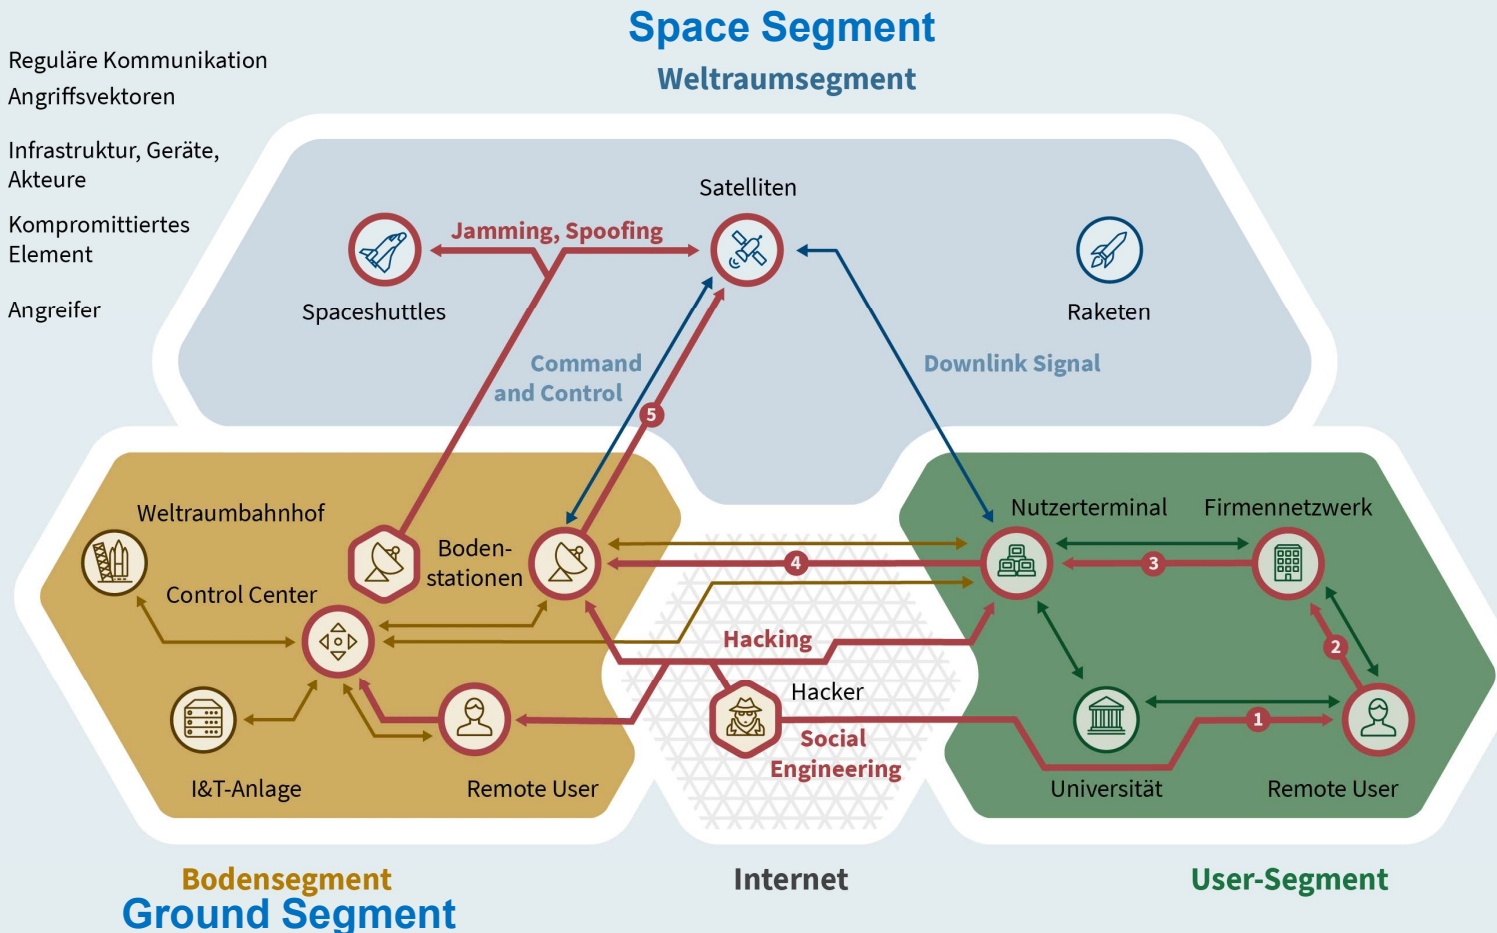 Space Segment
Weltraumsegment
Reguläre Kommunikation
Angriffsvektoren
Infrastruktur, Geräte,
Akteure
Kompromittiertes
Element
Angreifer
Satelliten
Jamming, Spoofing
Spaceshuttles
Raketen
Command
and Control
Downlink Signal
5
Weltraumbahnhof
Boden-
stationen
Control Center
I&T-Anlage
Remote User
Nutzerterminal
Firmennetzwerk
4
3
2
Hacking
Hacker
Social
Engineering
1
Universität
Remote User
Bodensegment
Ground Segment
Internet
User-Segment